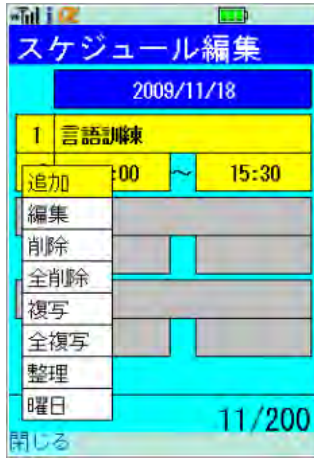 スケジュール編集
2009/11/18
1 言語訓練
:00 ～ 15:30
追加
編集
削除
全削除
複写
全複写
整理
曜日
11/200
閉じる